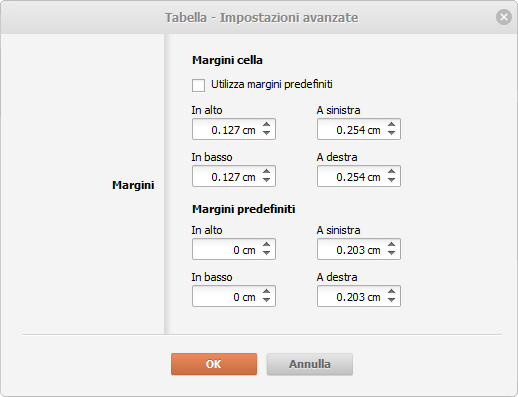 Tabella - Impostazioni avanzate
Margini cella
Utilizza margini predefiniti
In alto A sinistra
0.127 cm 0.254 cm
In basso A destra
0.127 cm 0.254 cm
Margini
Margini predefiniti
In alto A sinistra
0 cm 0.203 cm
In basso A destra
0 cm 0.203 cm
OK Annulla